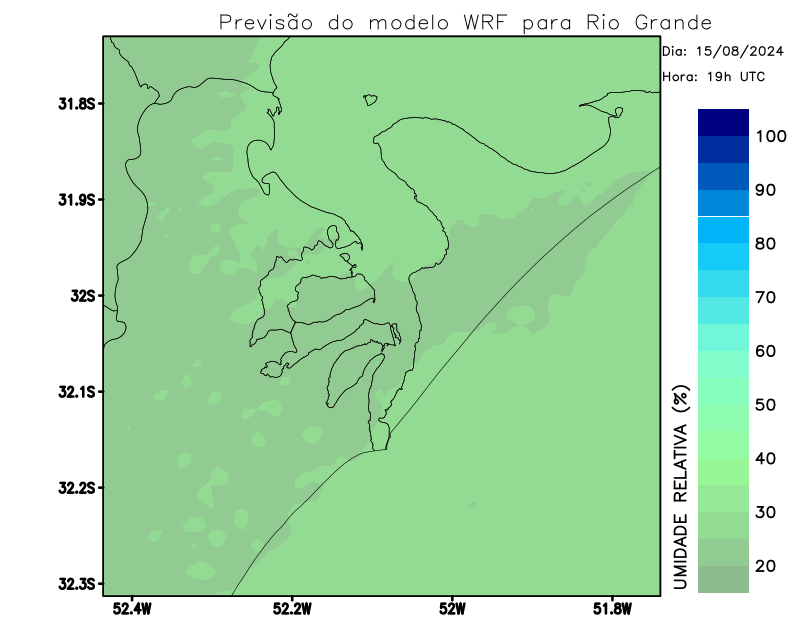 Previsão do modelo WRF para Rio Grande
Dia: 15/08/2024
Hora: 19h UTC
31.8S
31.9S
32S
32.1S
32.2S
32.3S
52.4W
52.2W
52W
51.8W
100
90
80
70
60
50
40
30
20
UMIDADE RELATIVA (%)